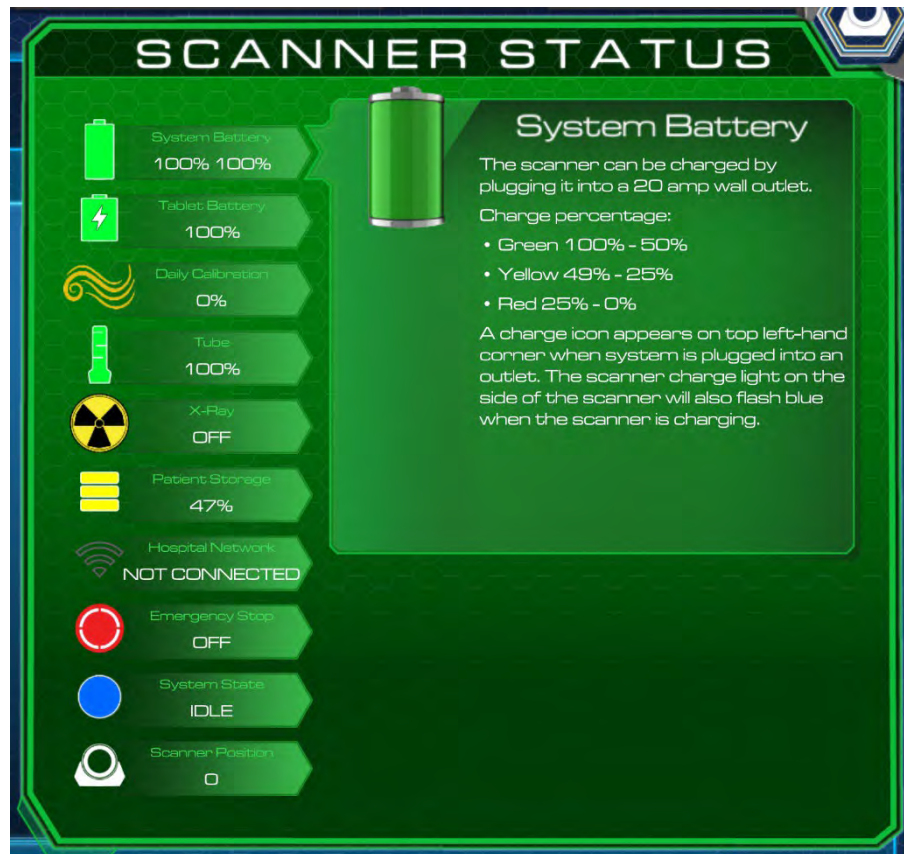 SCANNER STATUS
System Battery
100% 100%
Tablet Battery
100%
Daily Calibration
0%
Tube
100%
X-Ray
OFF
Patient Storage
47%
Hospital Network
NOT CONNECTED
Emergency Stop
OFF
System State
IDLE
Scanner Position
0
System Battery
The scanner can be charged by
plugging it into a 20 amp wall outlet.
Charge percentage:
• Green 100% - 50%
• Yellow 49% - 25%
• Red 25% - 0%
A charge icon appears on top left-hand
corner when system is plugged into an
outlet. The scanner charge light on the
side of the scanner will also flash blue
when the scanner is charging.